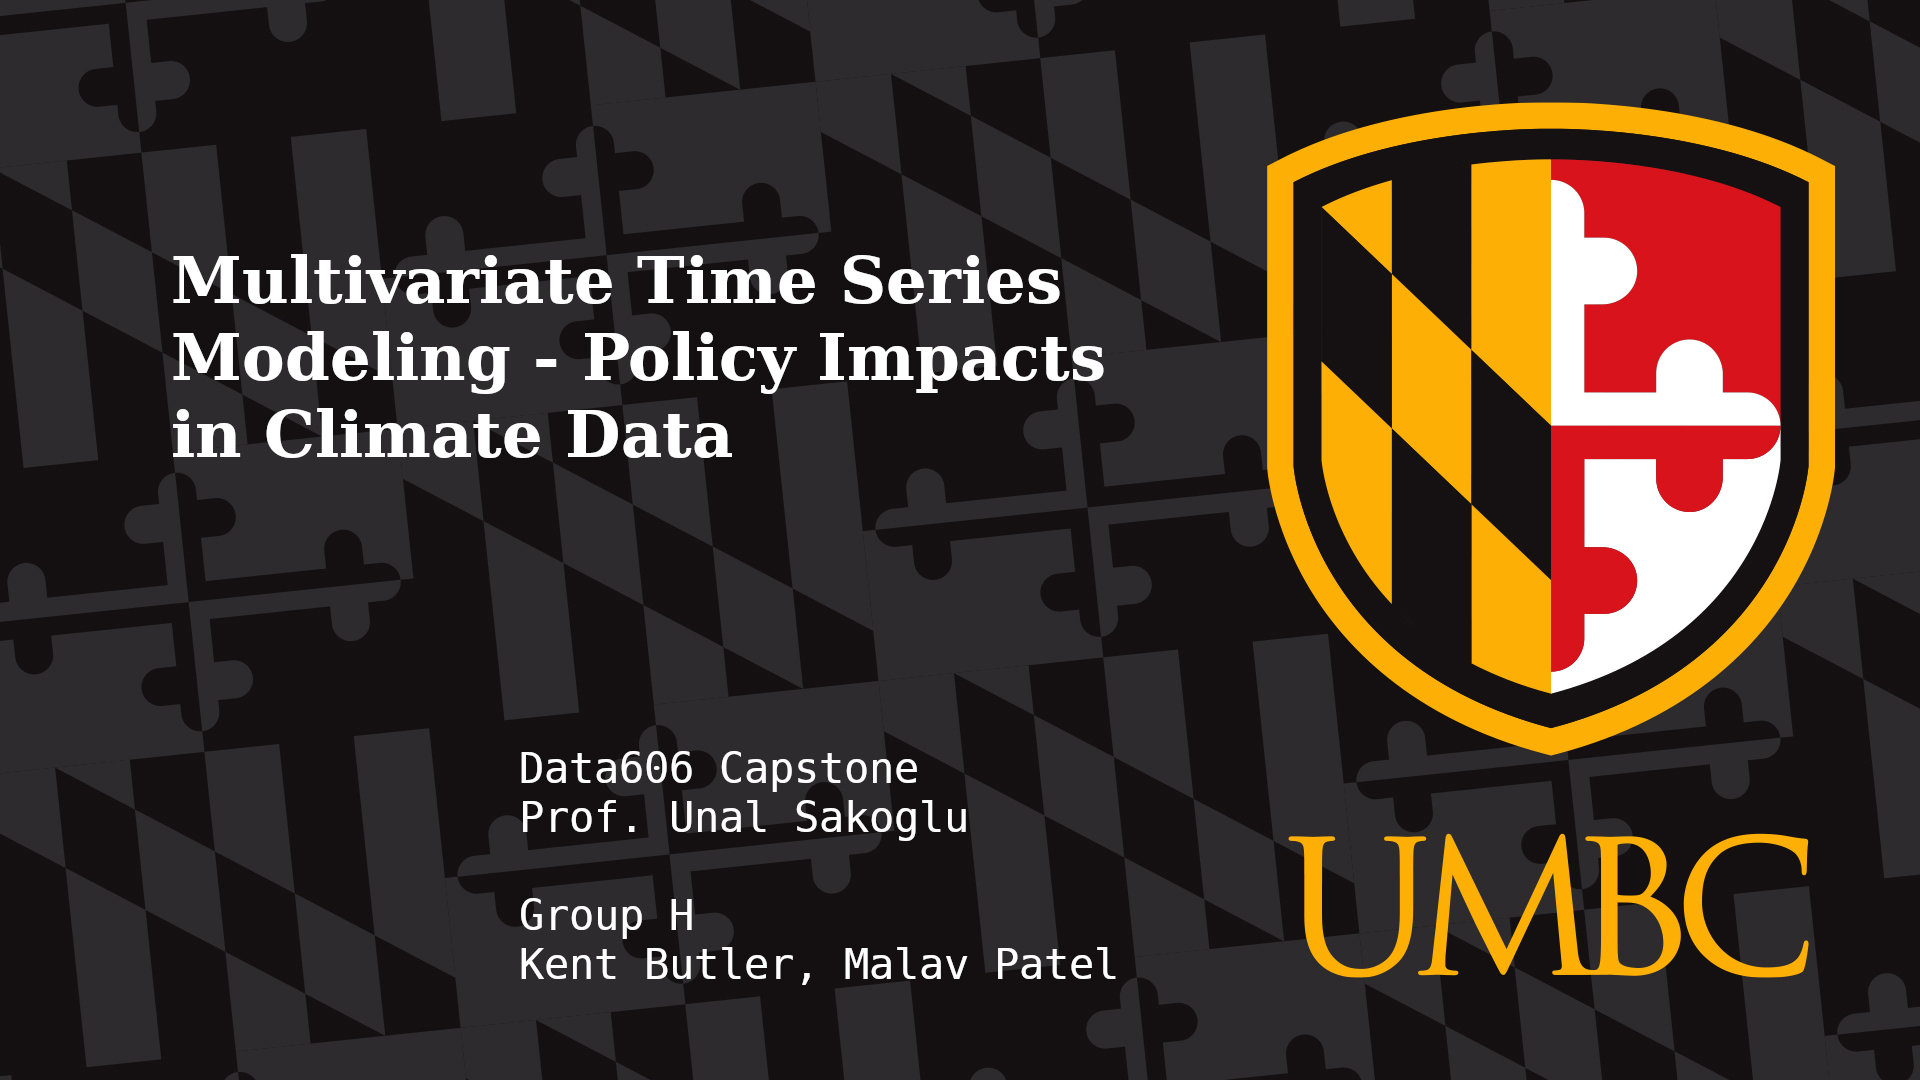 Multivariate Time Series
Modeling - Policy Impacts
in Climate Data
Data606 Capstone
Prof. Unal Sakoglu
Group H
Kent Butler, Malav Patel
UMBC